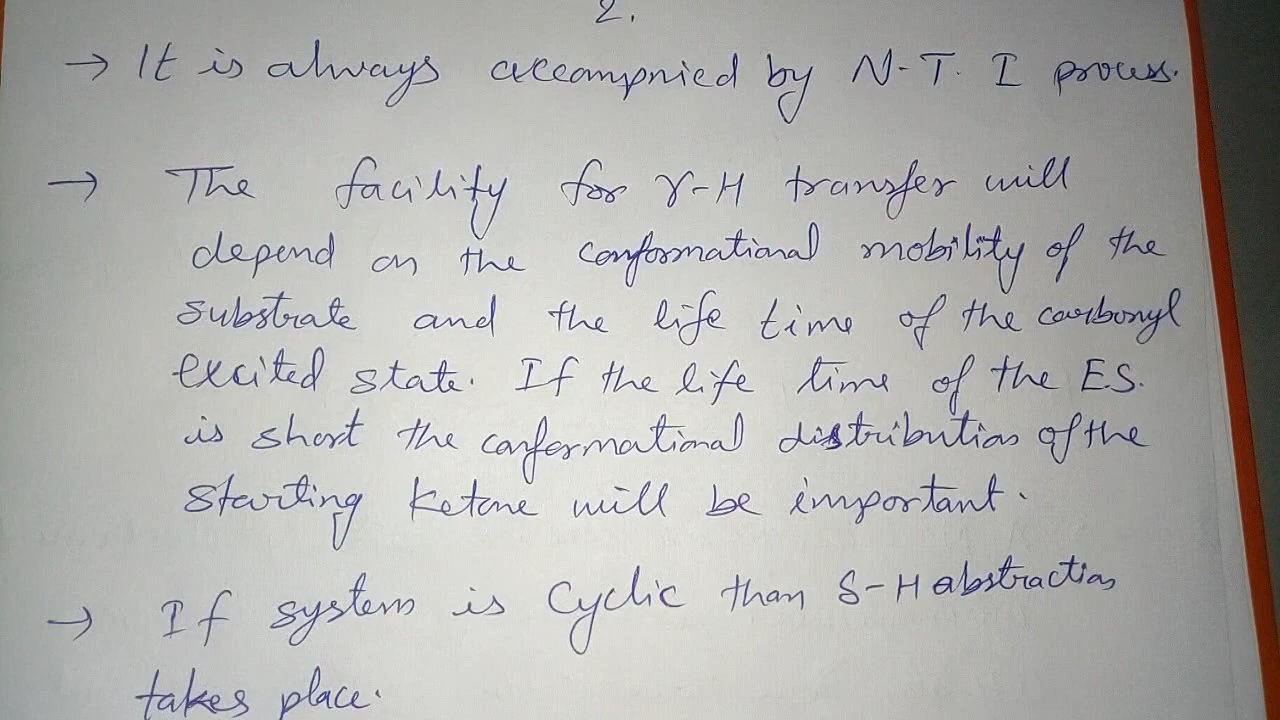 2.
→ It is always accompnied by N-T. I process.
→ The facility for γ-H transfer will
depend on the conformational mobility of the
substrate and the life time of the carbonyl
excited state. If the life time of the E.S.
is short the conformational distribution of the
starting ketone will be important.
→ If system is Cyclic than δ-H abstraction
takes place.